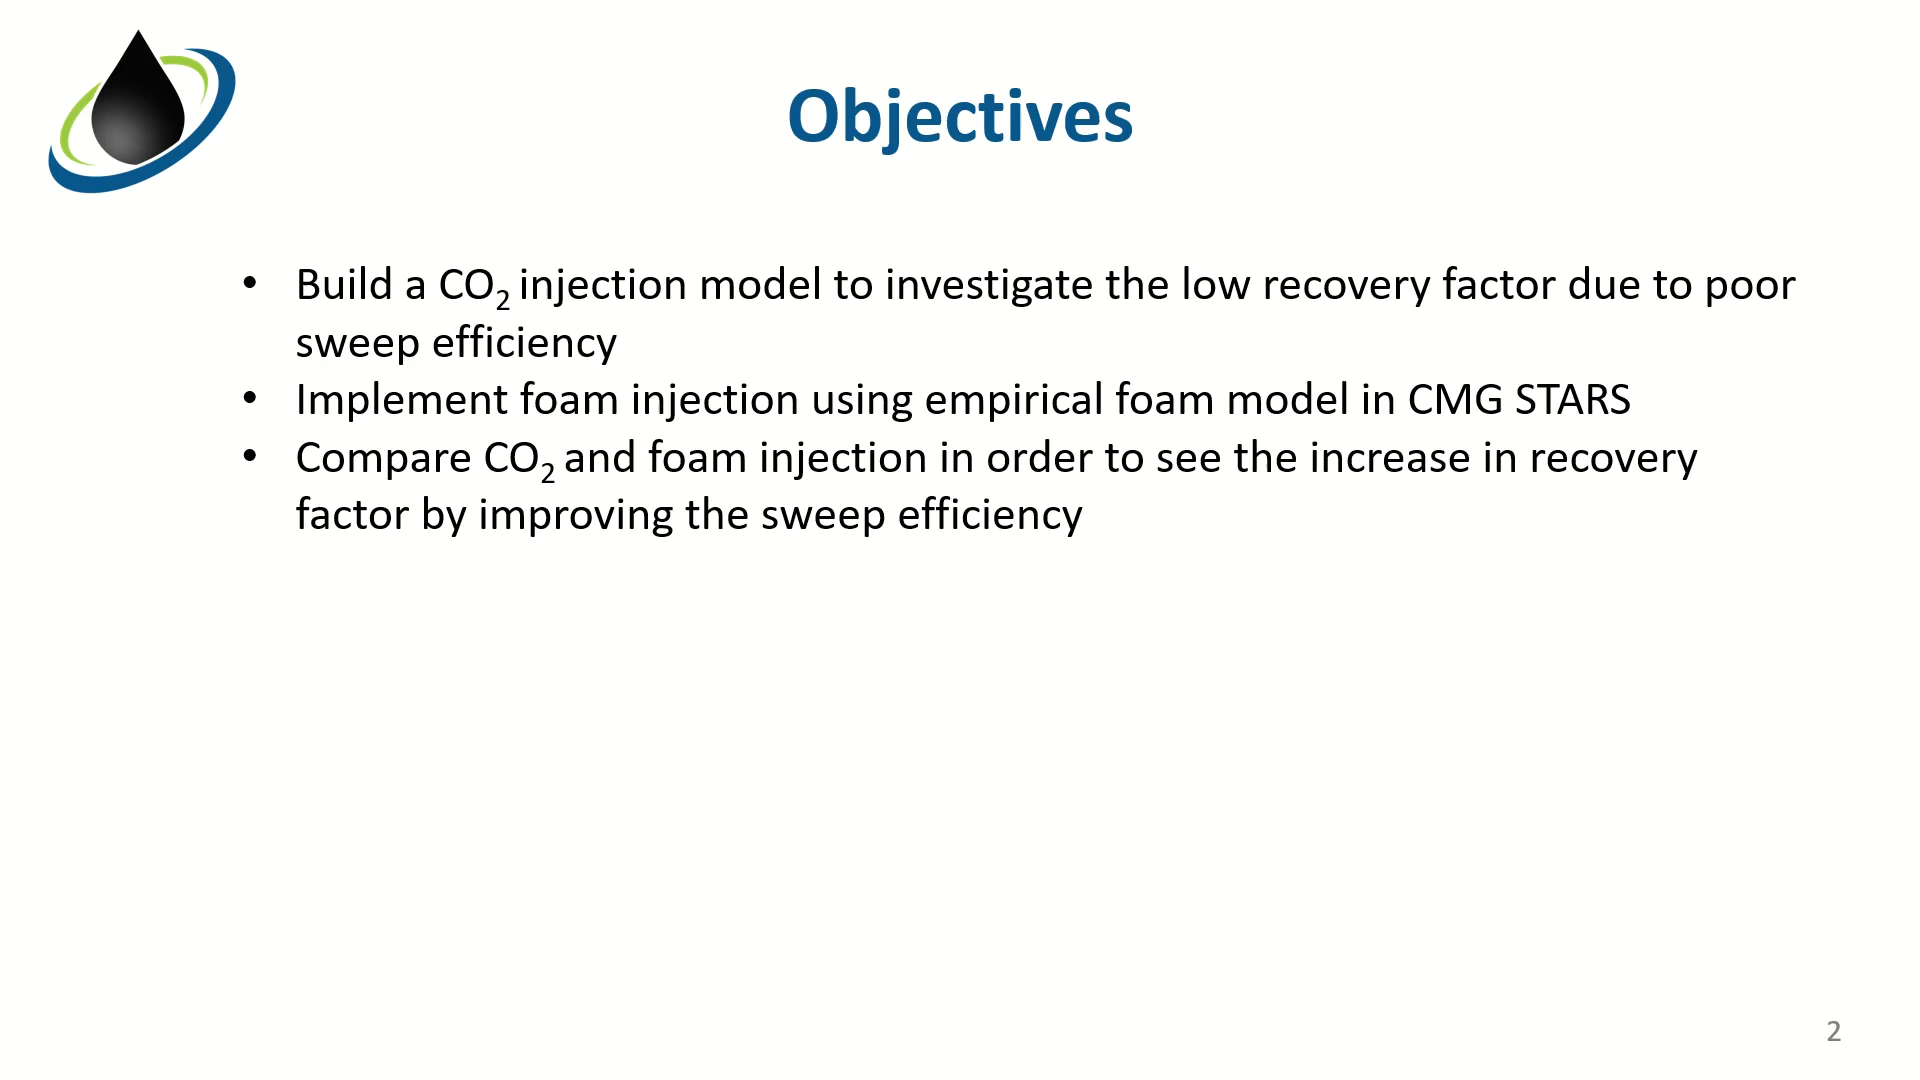 Objectives
• Build a CO₂ injection model to investigate the low recovery factor due to poor
sweep efficiency
• Implement foam injection using empirical foam model in CMG STARS
• Compare CO₂ and foam injection in order to see the increase in recovery
factor by improving the sweep efficiency
2